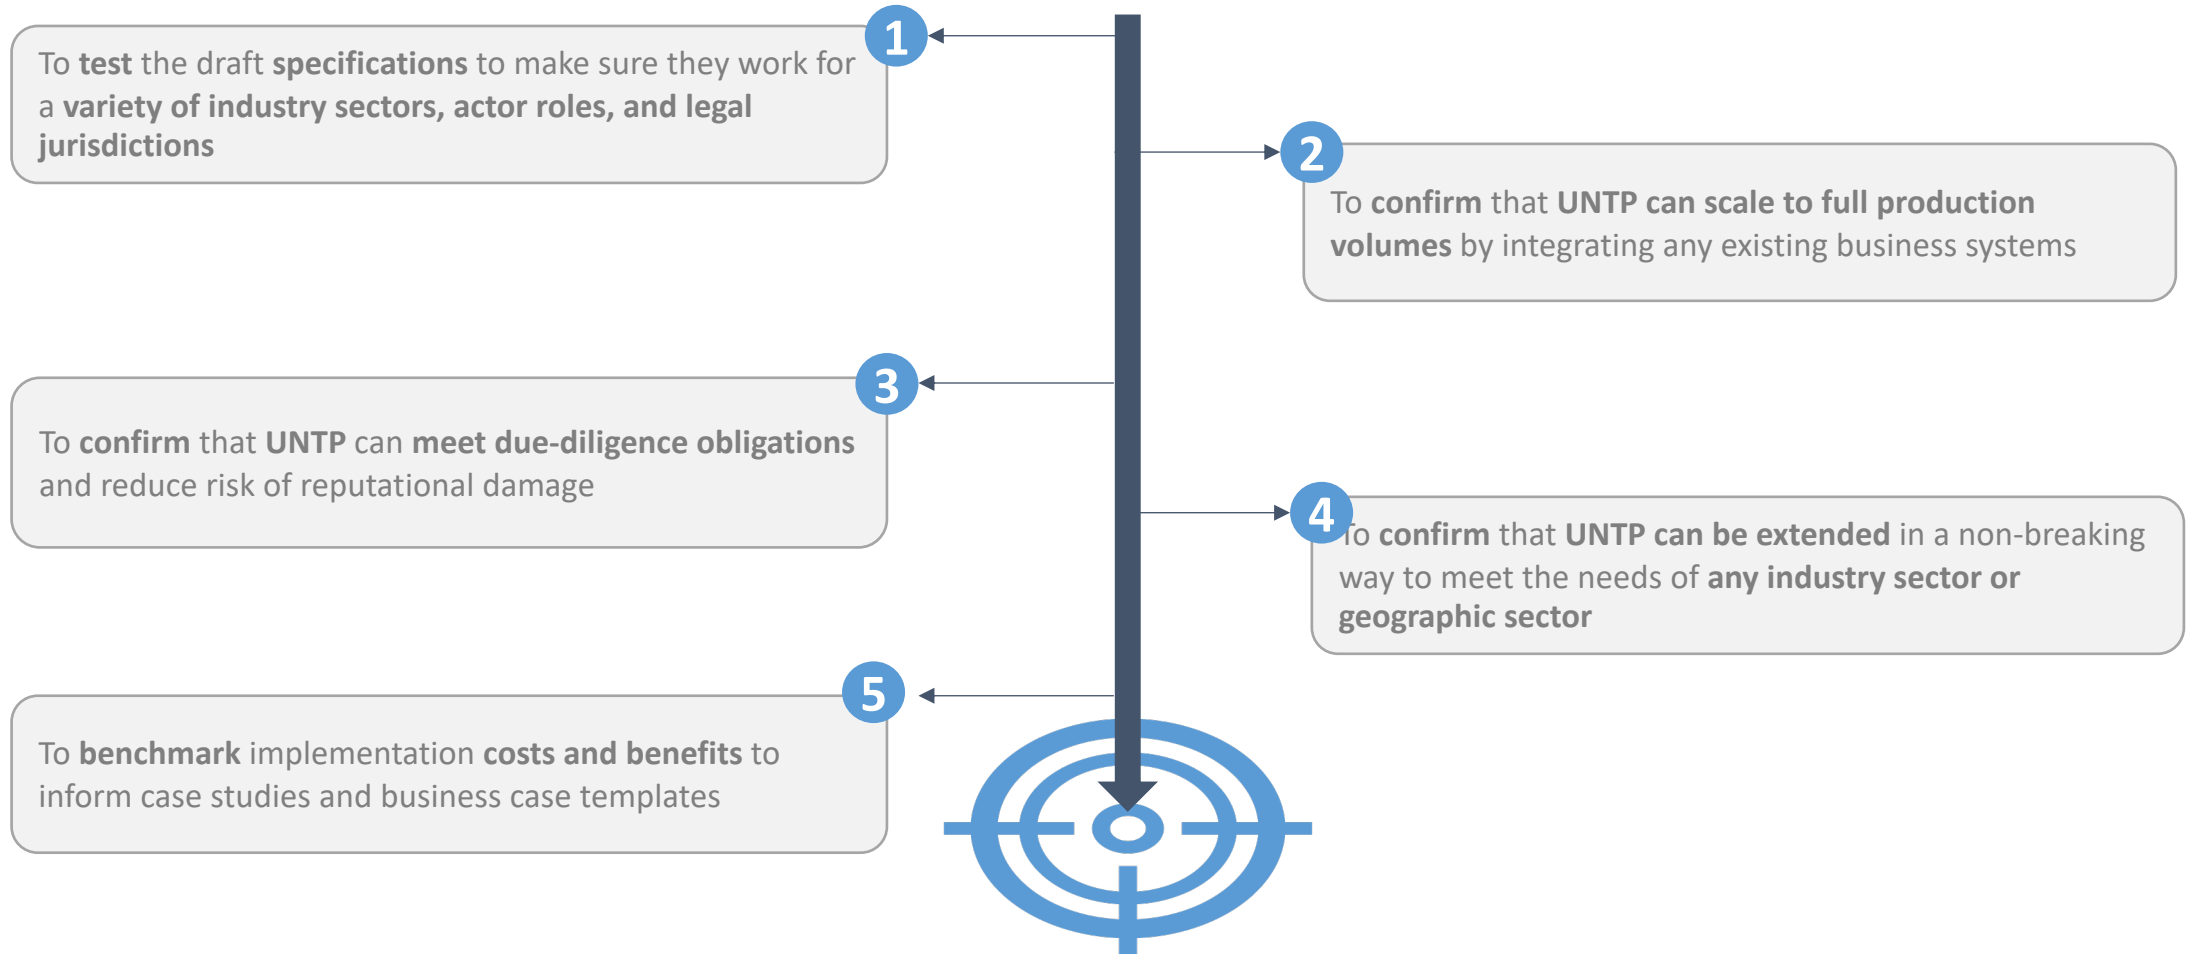 1
To test the draft specifications to make sure they work for
a variety of industry sectors, actor roles, and legal
jurisdictions
2
To confirm that UNTP can scale to full production
volumes by integrating any existing business systems
3
To confirm that UNTP can meet due-diligence obligations
and reduce risk of reputational damage
4
To confirm that UNTP can be extended in a non-breaking
way to meet the needs of any industry sector or
geographic sector
5
To benchmark implementation costs and benefits to
inform case studies and business case templates